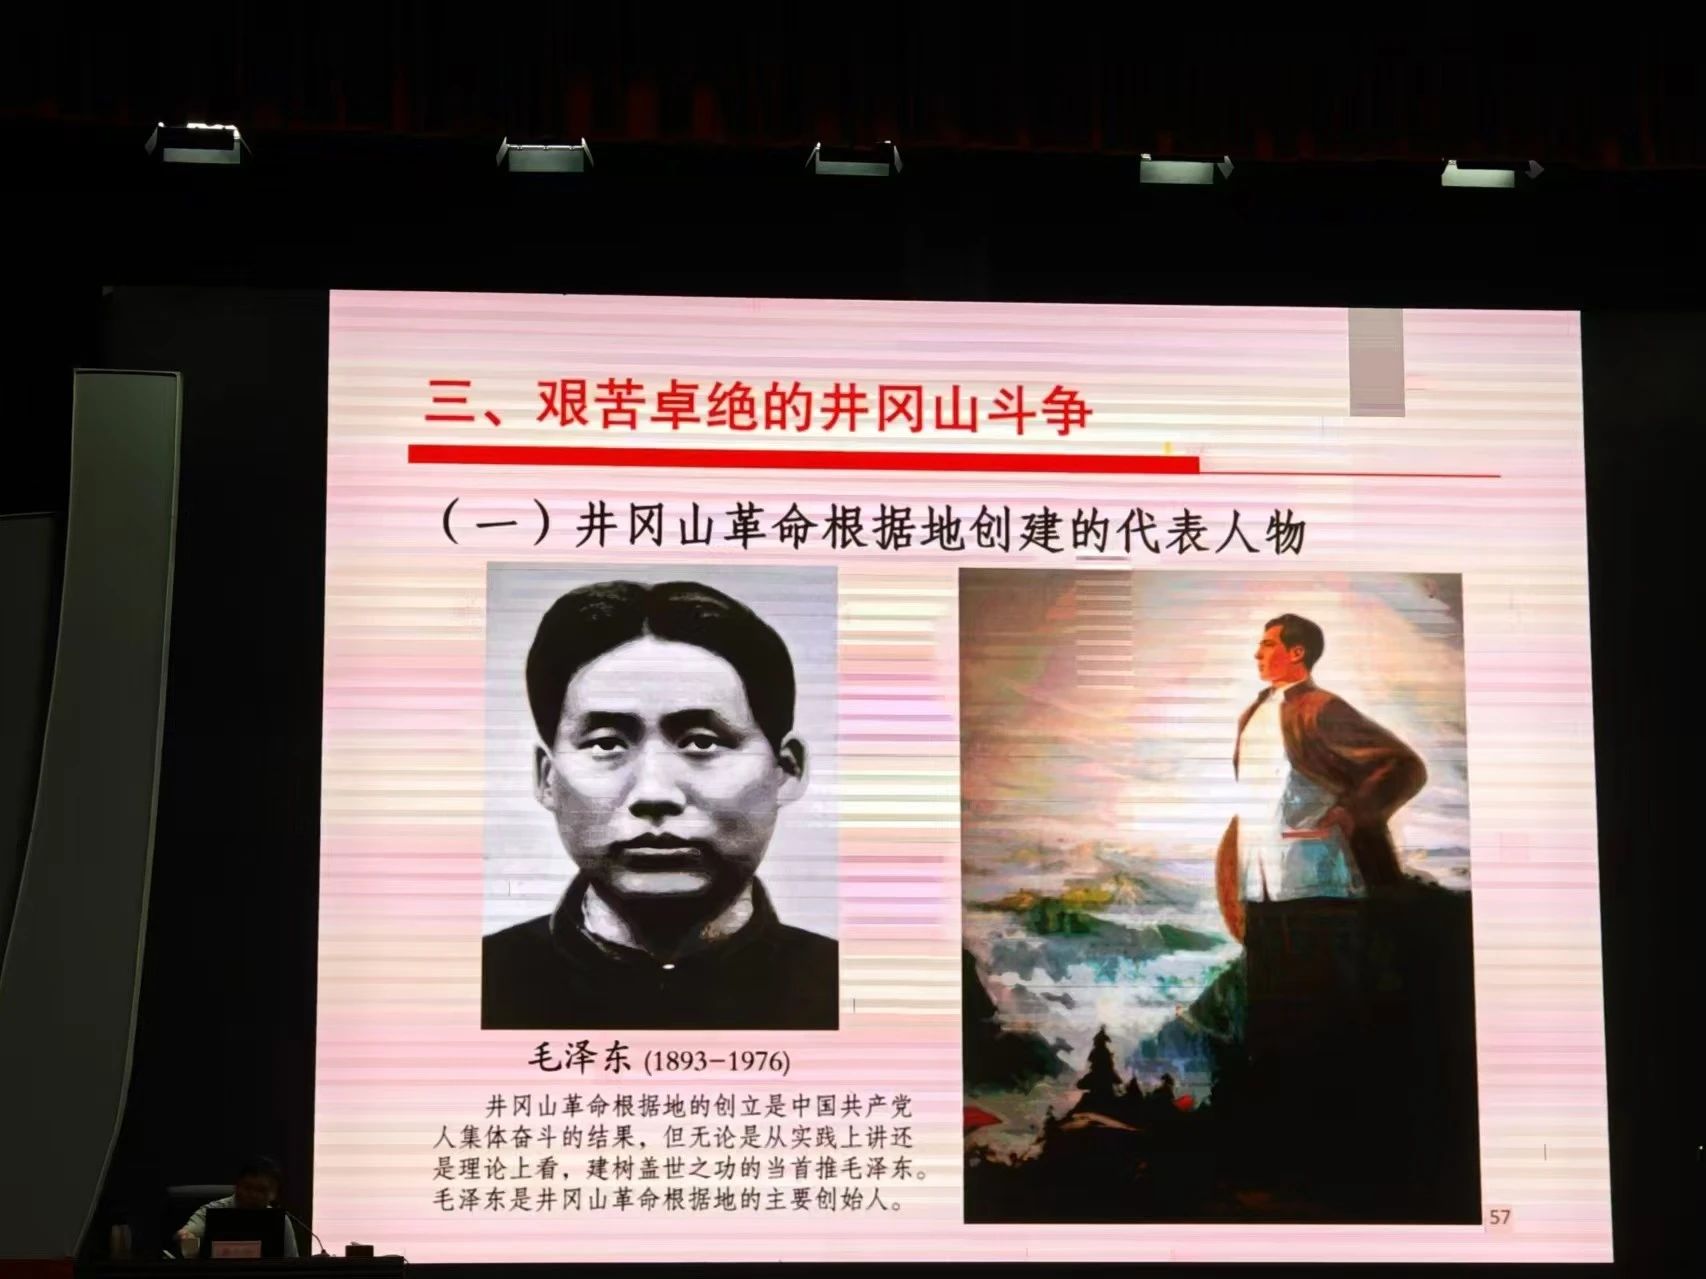 三、艰苦卓绝的井冈山斗争
（一）井冈山革命根据地创建的代表人物
毛泽东 (1893-1976)
井冈山革命根据地的创立是中国共产党
人集体奋斗的结果，但无论是从实践上讲还
是理论上看，建树盖世之功的当首推毛泽东。
毛泽东是井冈山革命根据地的主要创始人。
57